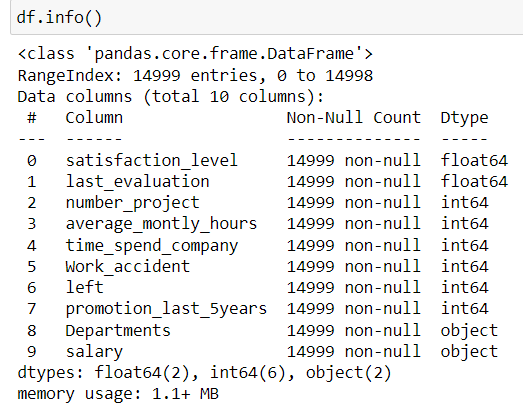 df.info()
<class 'pandas.core.frame.DataFrame'>
RangeIndex: 14999 entries, 0 to 14998
Data columns (total 10 columns):
 #   Column                Non-Null Count  Dtype
---  ------                --------------  -----
 0   satisfaction_level    14999 non-null  float64
 1   last_evaluation       14999 non-null  float64
 2   number_project        14999 non-null  int64
 3   average_montly_hours  14999 non-null  int64
 4   time_spend_company    14999 non-null  int64
 5   Work_accident         14999 non-null  int64
 6   left                  14999 non-null  int64
 7   promotion_last_5years 14999 non-null  int64
 8   Departments           14999 non-null  object
 9   salary                14999 non-null  object
dtypes: float64(2), int64(6), object(2)
memory usage: 1.1+ MB